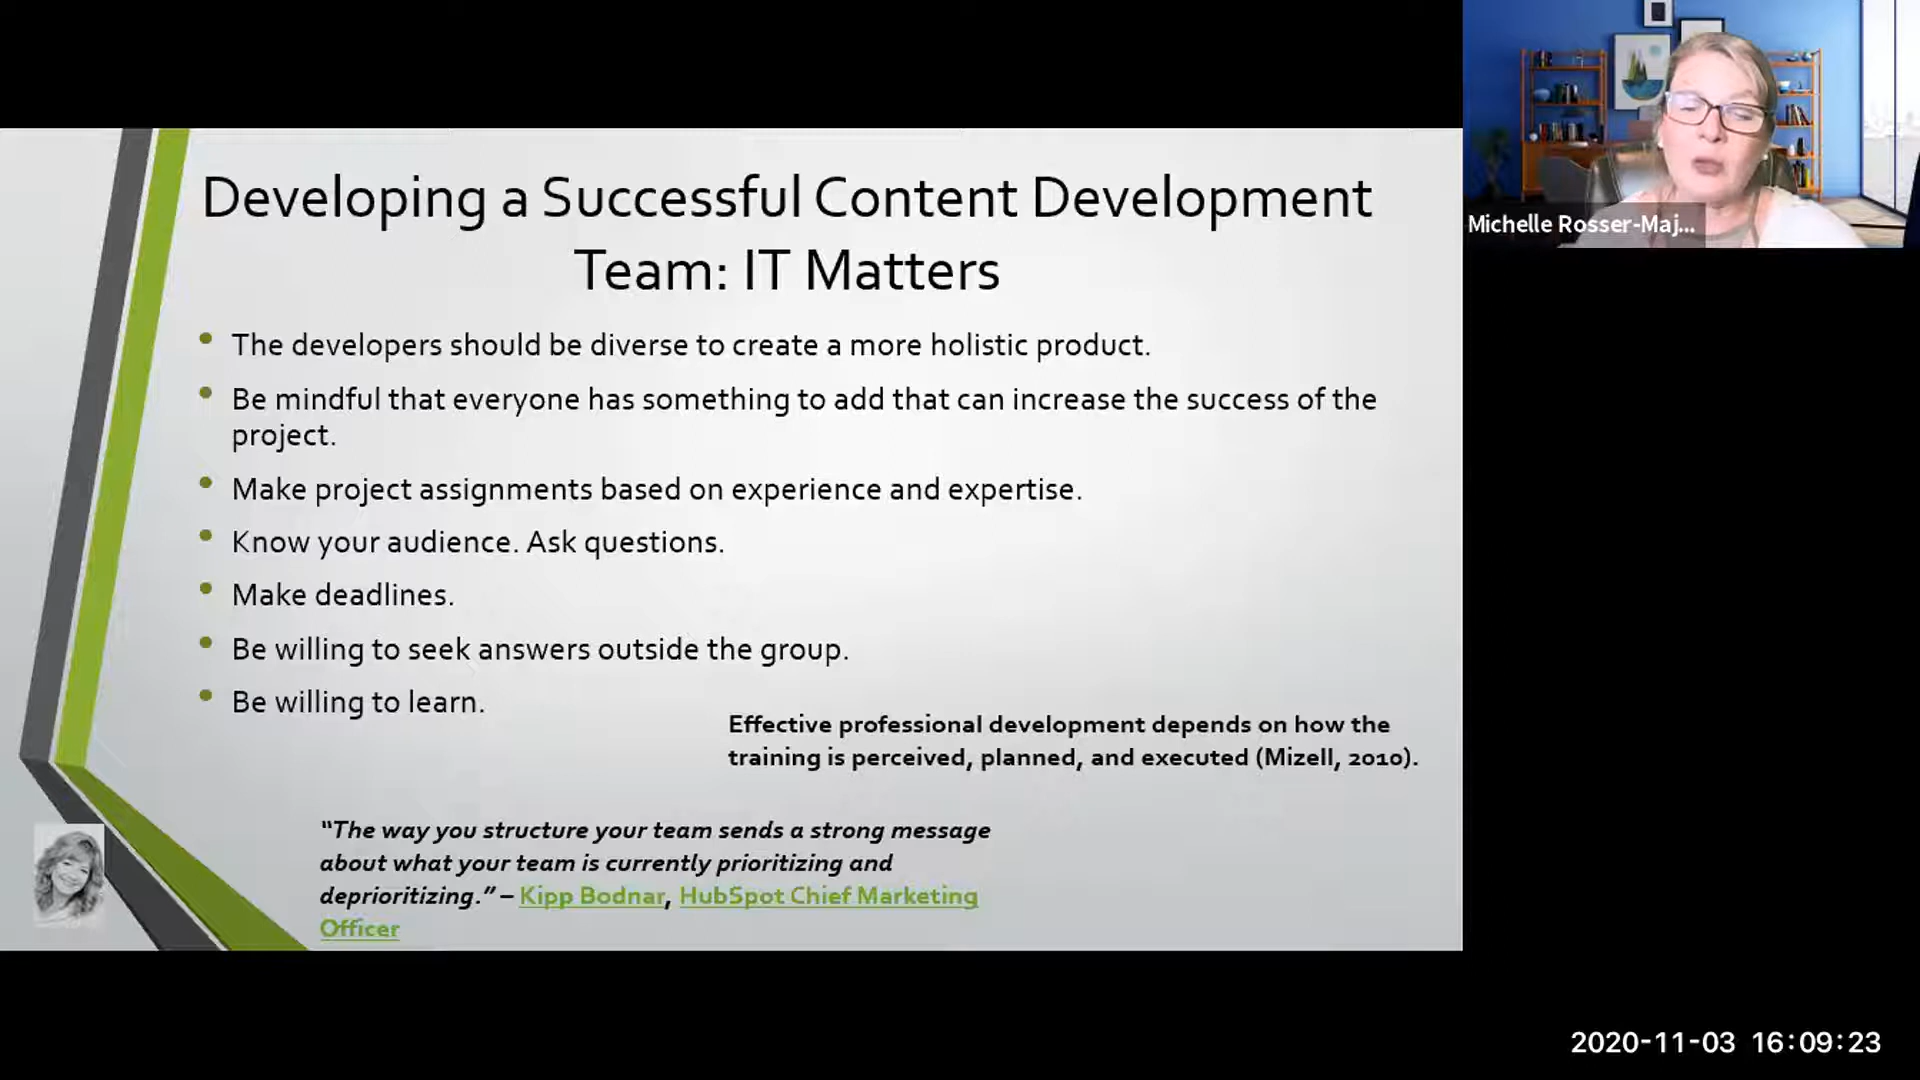 Developing a Successful Content Development
Team: IT Matters
The developers should be diverse to create a more holistic product.
Be mindful that everyone has something to add that can increase the success of the
project.
Make project assignments based on experience and expertise.
Know your audience. Ask questions.
Make deadlines.
Be willing to seek answers outside the group.
Be willing to learn.
Effective professional development depends on how the
training is perceived, planned, and executed (Mizell, 2010).
“The way you structure your team sends a strong message
about what your team is currently prioritizing and
deprioritizing.” – Kipp Bodnar, HubSpot Chief Marketing
Officer
Michelle Rosser-Maj...
2020-11-03 16:09:23